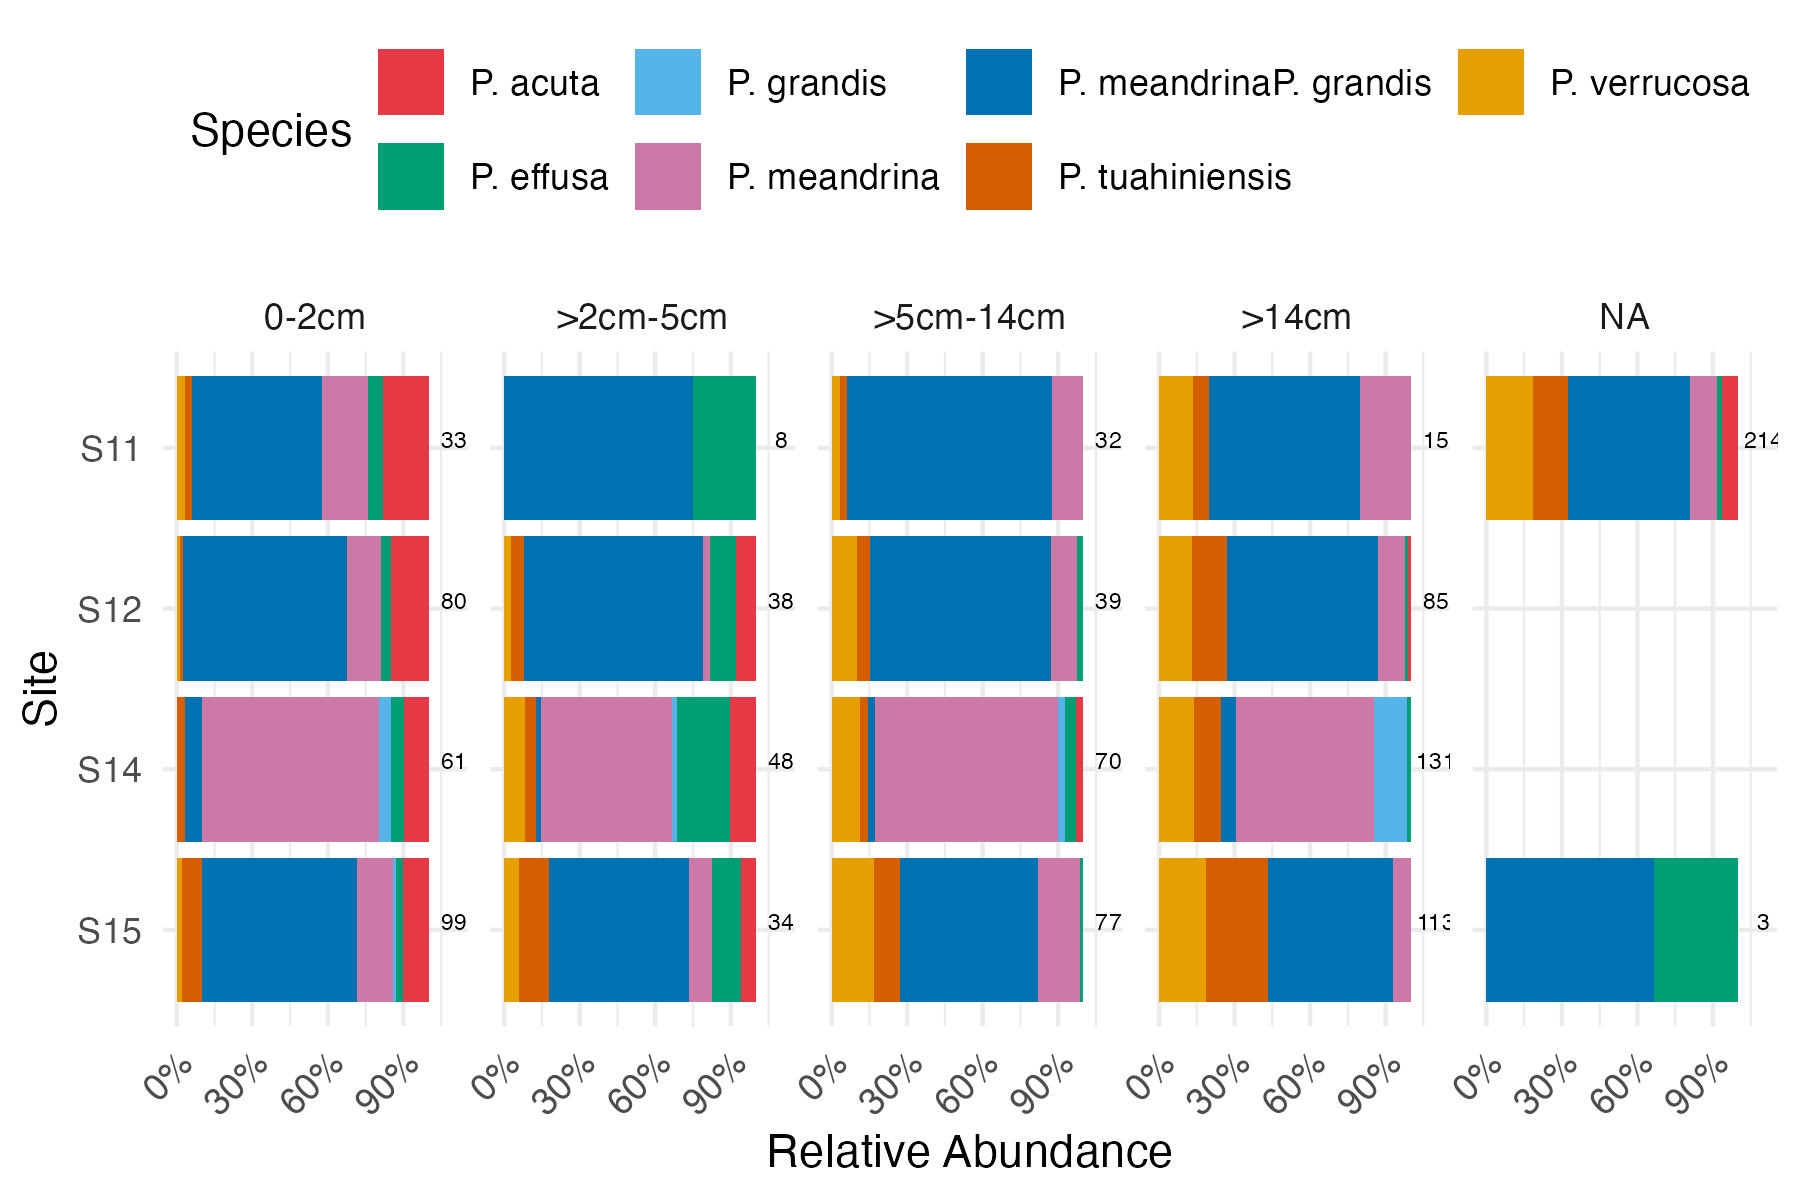 Species
P. acuta P. grandis P. meandrinaP. grandis P. verrucosa
P. effusa P. meandrina P. tuahiniensis
0-2cm >2cm-5cm >5cm-14cm >14cm NA
S11 33 8 32 15 214
S12 80 38 39 85
S14 61 48 70 131
S15 99 34 77 113 3
Site
0% 30% 60% 90% 0% 30% 60% 90% 0% 30% 60% 90% 0% 30% 60% 90% 0% 30% 60% 90%
Relative Abundance